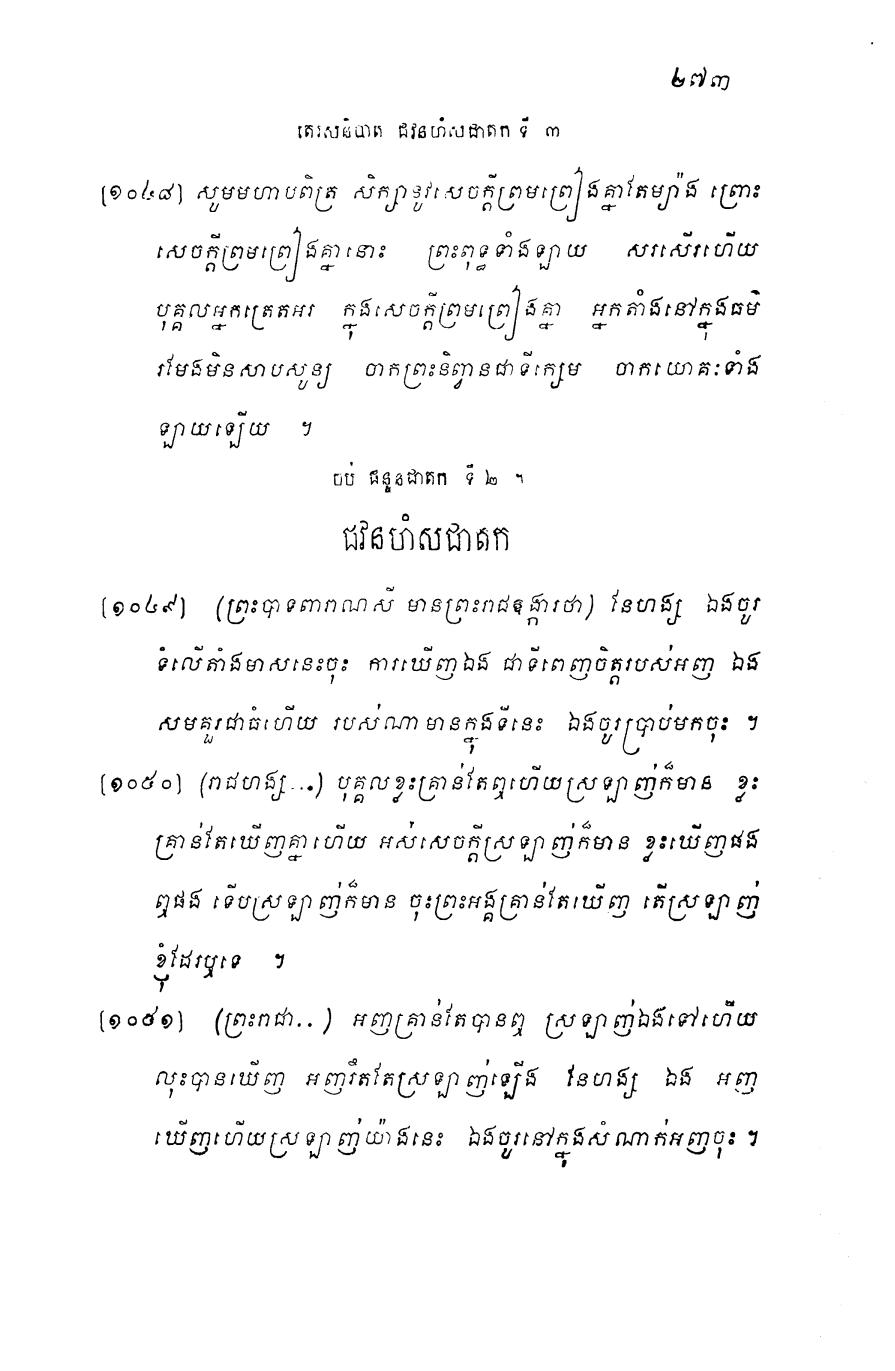 ២៧៣
តេរសនិបាត ជវនហំសជាតក ទី ៣
[១០៤៨] សូមមហាបពិត្រ សិក្សានូវសេចក្តីព្រមព្រៀងគ្នាតែម្យ៉ាង ព្រោះ
សេចក្តីព្រមព្រៀងគ្នានោះ ព្រះពុទ្ធទាំងឡាយ សរសើរហើយ
បុគ្គលអ្នកត្រេតអរ ក្នុងសេចក្តីព្រមព្រៀងគ្នា អ្នកតាំងនៅក្នុងធម៌
រមែងមិនសាបសូន្យ ចាកព្រះនិព្វានជាទីក្សេម ចាកយោគៈទាំង
ឡាយឡើយ ។
ចប់ ជនូនជាតក ទី ២ ។
ជវនហំសជាតក
[១០៤៩] (ព្រះបាទពារាណសី មានព្រះរាជឱង្ការថា) នែហង្ស ឯងចូរ
ទំលើតាំងមាសនេះចុះ ការឃើញឯង ជាទីពេញចិត្តរបស់អញ ឯង
សមគួរជាធំហើយ របស់ណាមានក្នុងទីនេះ ឯងចូរប្រាប់មកចុះ ។
[១០៥០] (រាជហង្ស...) បុគ្គលខ្លះគ្រាន់តែឮហើយស្រឡាញ់ក៏មាន ខ្លះ
គ្រាន់តែឃើញគ្នាហើយ អស់សេចក្តីស្រឡាញ់ក៏មាន ខ្លះឃើញផង
ឮផង ទើបស្រឡាញ់ក៏មាន ចុះព្រះអង្គគ្រាន់តែឃើញ តើស្រឡាញ់
ខ្ញុំដែរឬទេ ។
[១០៥១] (ព្រះរាជា..) អញគ្រាន់តែបានឮ ស្រឡាញ់ឯងទៅហើយ
លុះបានឃើញ អញរឹតតែស្រឡាញ់ឡើង នែហង្ស ឯង អញ
ឃើញហើយស្រឡាញ់យ៉ាងនេះ ឯងចូរនៅក្នុងសំណាក់អញចុះ ។